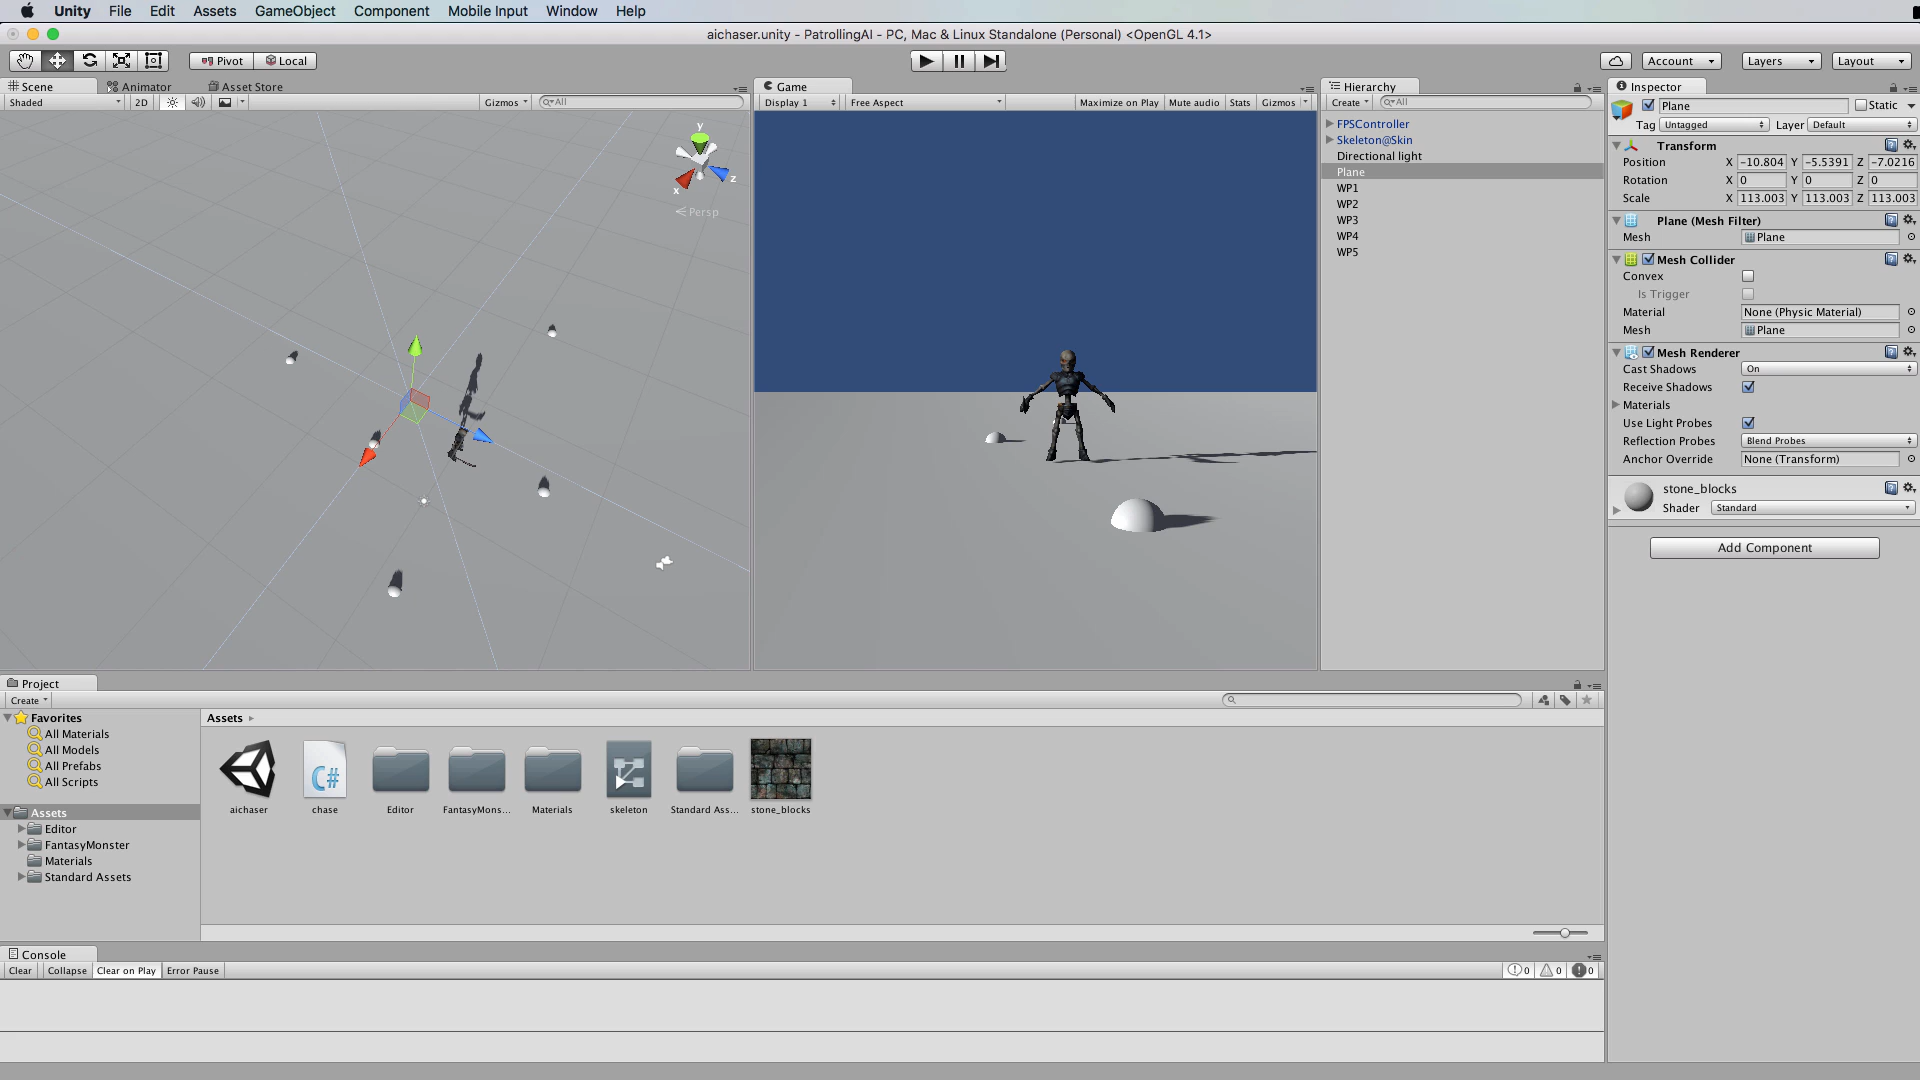 Unity File Edit Assets GameObject Component Mobile Input Window Help
aichaser.unity - PatrollingAI - PC, Mac & Linux Standalone (Personal) <OpenGL 4.1>
Pivot Local
Account Layers Layout
Scene Animator Asset Store
Shaded 2D Gizmos All
y
x
z
Persp
Game
Display 1 Free Aspect Maximize on Play Mute audio Stats Gizmos
Hierarchy
Create All
FPSController
Skeleton@Skin
Directional light
Plane
WP1
WP2
WP3
WP4
WP5
Inspector
Plane Static
Tag Untagged Layer Default
Transform
Position X -10.804 Y -5.5391 Z -7.0216
Rotation X 0 Y 0 Z 0
Scale X 113.003 Y 113.003 Z 113.003
Plane (Mesh Filter)
Mesh Plane
Mesh Collider
Convex
Is Trigger
Material None (Physic Material)
Mesh Plane
Mesh Renderer
Cast Shadows On
Receive Shadows
Materials
Use Light Probes
Reflection Probes Blend Probes
Anchor Override None (Transform)
stone_blocks
Shader Standard
Add Component
Project
Create
Favorites
All Materials
All Models
All Prefabs
All Scripts
Assets
Editor
FantasyMonster
Materials
Standard Assets
Assets
C#
aichaser chase Editor FantasyMons... Materials skeleton Standard Ass... stone_blocks
Console
Clear Collapse Clear on Play Error Pause 0 0 0